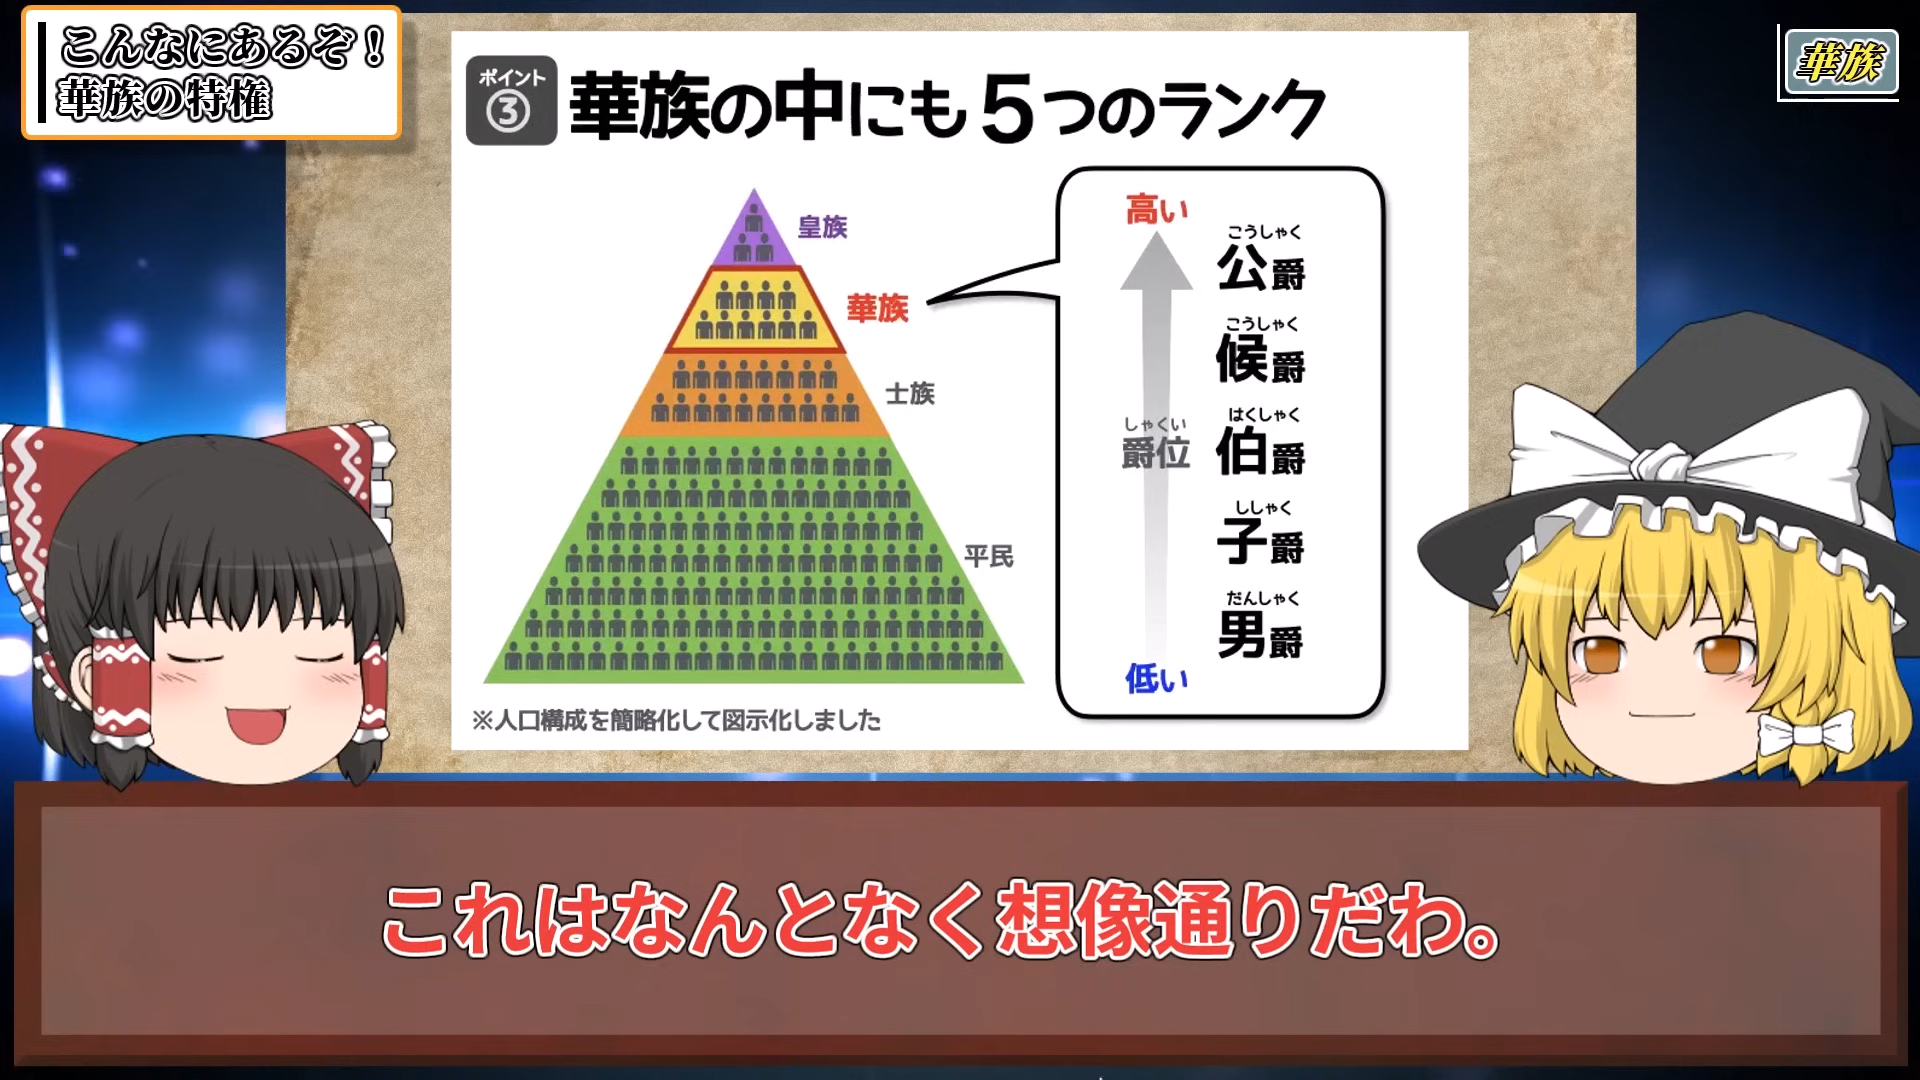 こんなにあるぞ！
華族の特権
華族
ポイント
③
華族の中にも５つのランク
皇族
華族
士族
平民
※人口構成を簡略化して図示化しました
高い
しゃくい
爵位
低い
こうしゃく
公爵
こうしゃく
候爵
はくしゃく
伯爵
ししゃく
子爵
だんしゃく
男爵
これはなんとなく想像通りだわ。